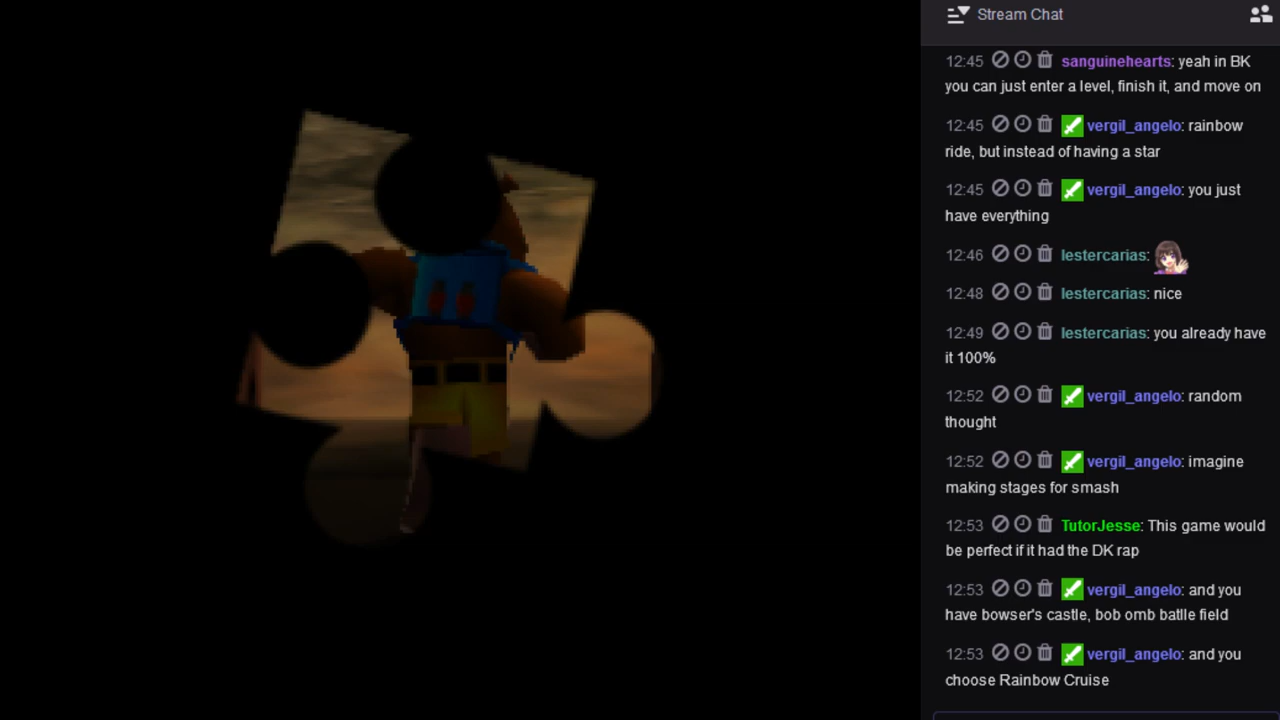 Stream Chat
12:45 sanguinehearts: yeah in BK
you can just enter a level, finish it, and move on
12:45 vergil_angelo: rainbow
ride, but instead of having a star
12:45 vergil_angelo: you just
have everything
12:46 lestercarias:
12:48 lestercarias: nice
12:49 lestercarias: you already have
it 100%
12:52 vergil_angelo: random
thought
12:52 vergil_angelo: imagine
making stages for smash
12:53 TutorJesse: This game would
be perfect if it had the DK rap
12:53 vergil_angelo: and you
have bowser's castle, bob omb batlle field
12:53 vergil_angelo: and you
choose Rainbow Cruise